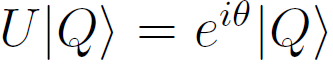 U|Q⟩ = e^{iθ}|Q⟩